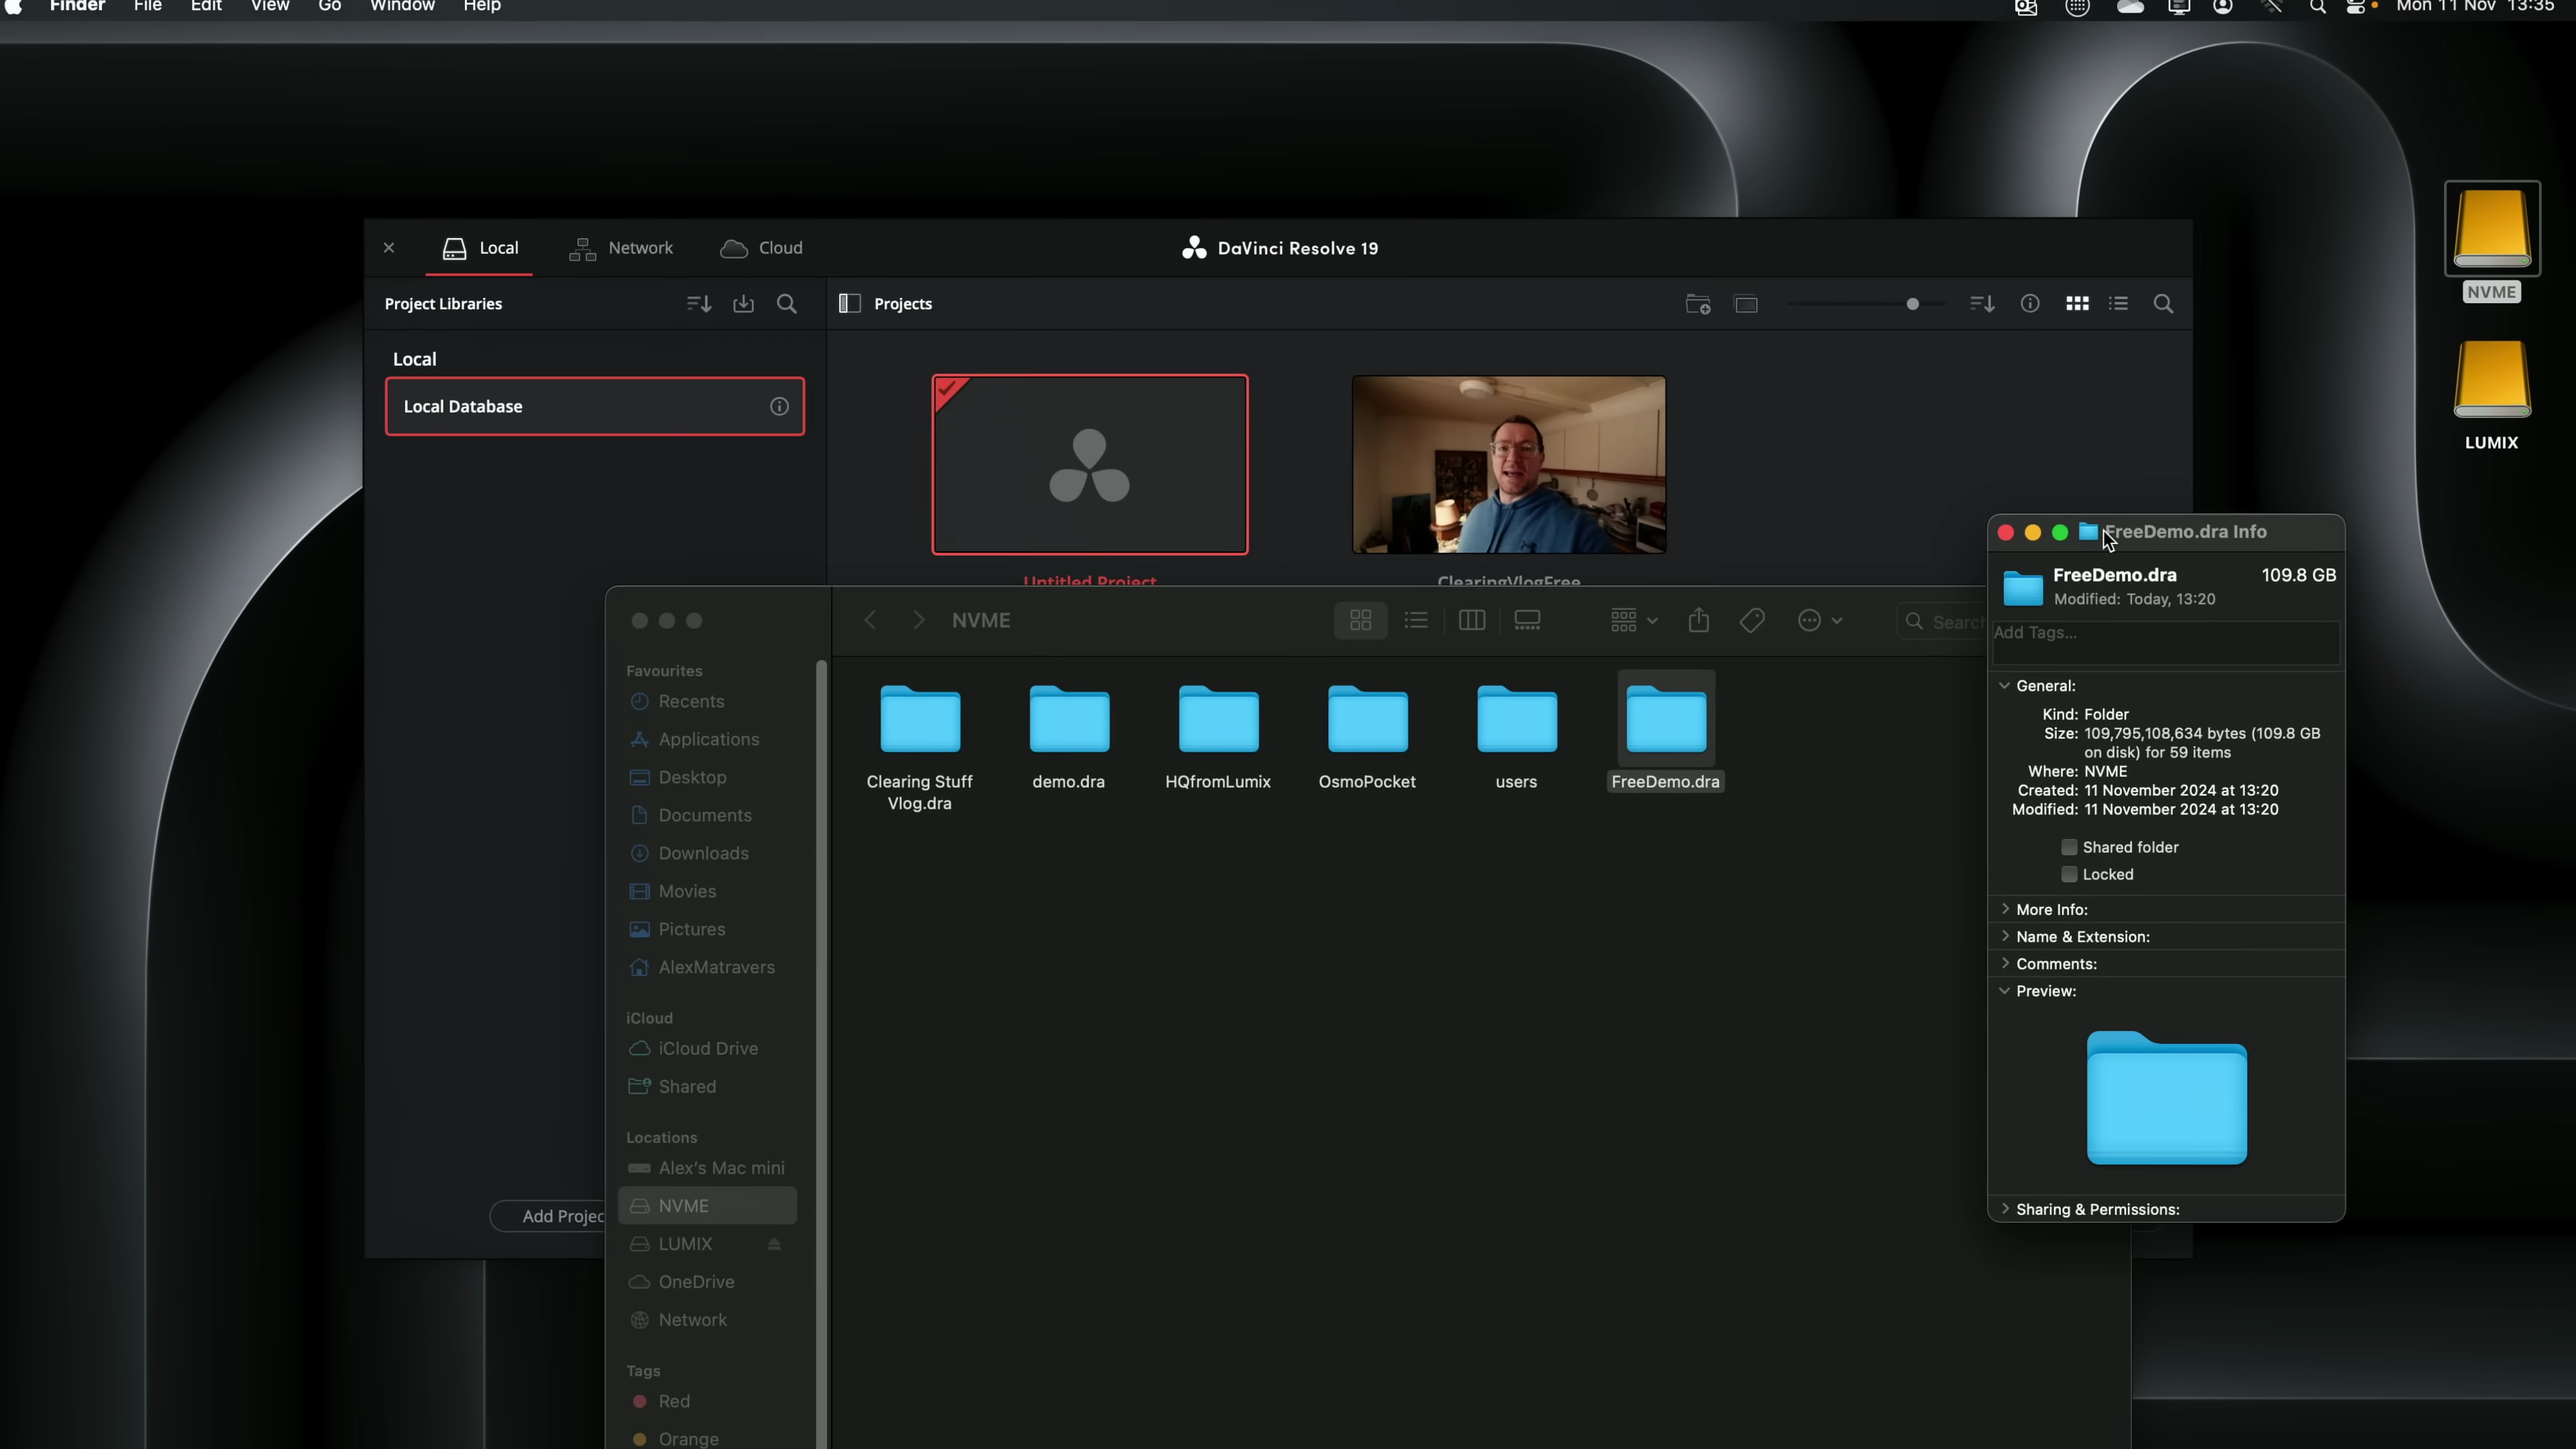 Finder File Edit View Go Window Help
Mon 11 Nov 13:35
Local Network Cloud
DaVinci Resolve 19
Project Libraries
Projects
Local
Local Database
Untitled Project
ClearingVlogFree
NVME
LUMIX
NVME
Search
Favourites
Recents
Applications
Desktop
Documents
Downloads
Movies
Pictures
AlexMatravers
iCloud
iCloud Drive
Shared
Locations
Alex's Mac mini
NVME
LUMIX
OneDrive
Network
Tags
Red
Orange
Add Projec
Clearing Stuff
Vlog.dra
demo.dra
HQfromLumix
OsmoPocket
users
FreeDemo.dra
FreeDemo.dra Info
FreeDemo.dra 109.8 GB
Modified: Today, 13:20
Add Tags...
General:
Kind: Folder
Size: 109,795,108,634 bytes (109.8 GB
on disk) for 59 items
Where: NVME
Created: 11 November 2024 at 13:20
Modified: 11 November 2024 at 13:20
Shared folder
Locked
More Info:
Name & Extension:
Comments:
Preview:
Sharing & Permissions: